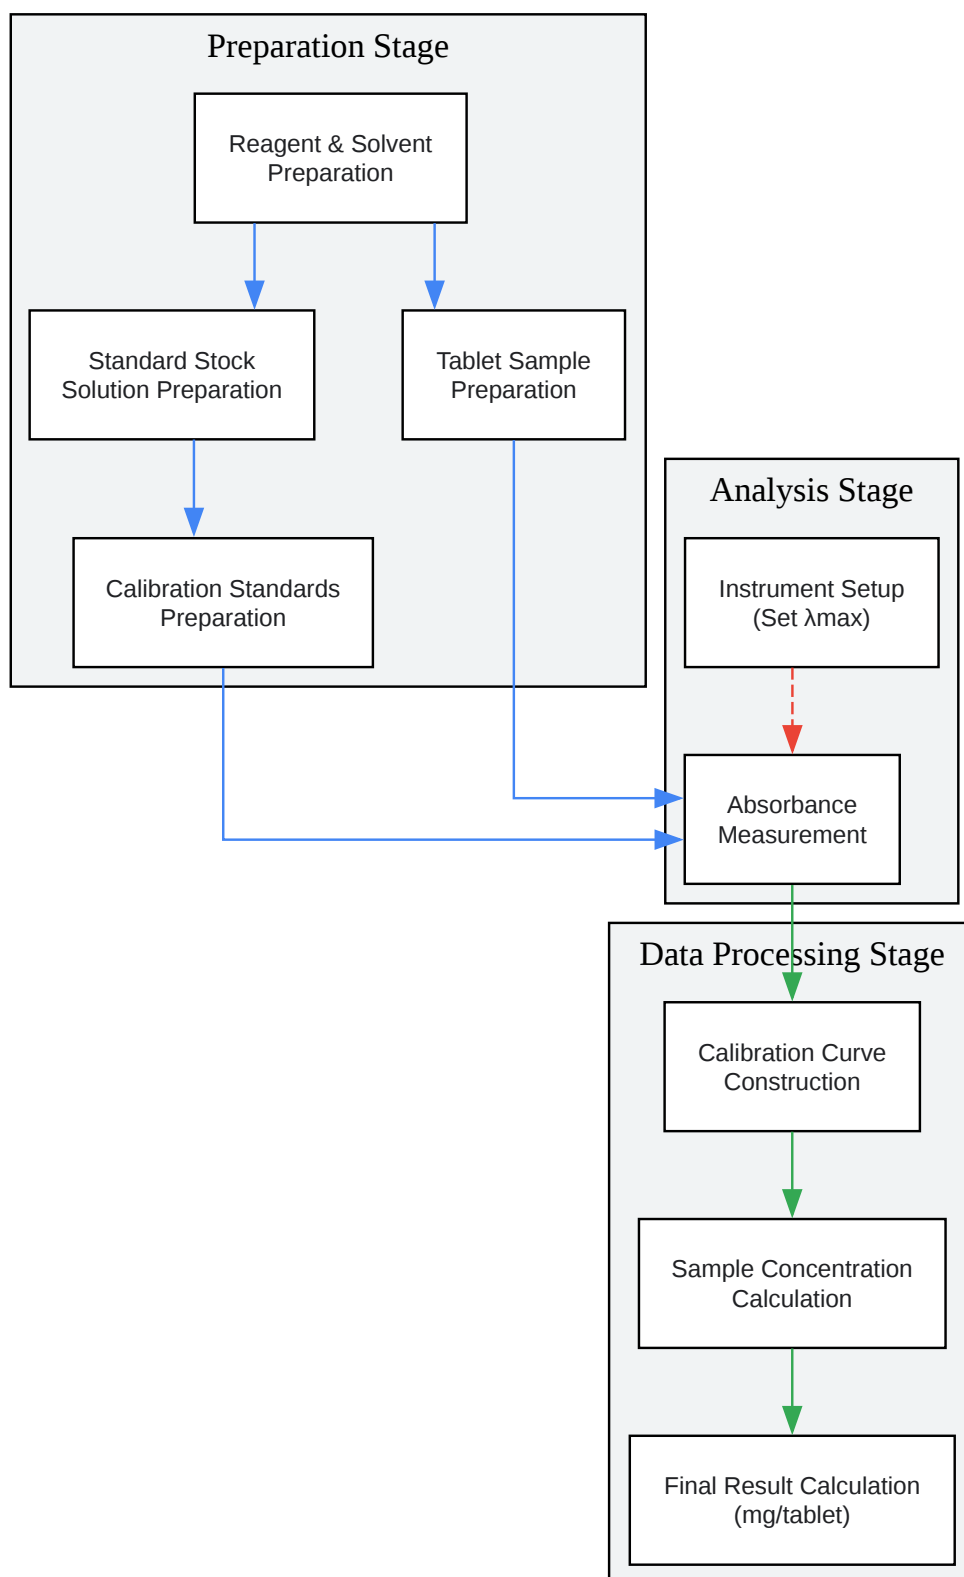 Preparation Stage
Reagent & Solvent
Preparation
Standard Stock
Solution Preparation
Tablet Sample
Preparation
Calibration Standards
Preparation
Analysis Stage
Instrument Setup
(Set λmax)
Absorbance
Measurement
Data Processing Stage
Calibration Curve
Construction
Sample Concentration
Calculation
Final Result Calculation
(mg/tablet)